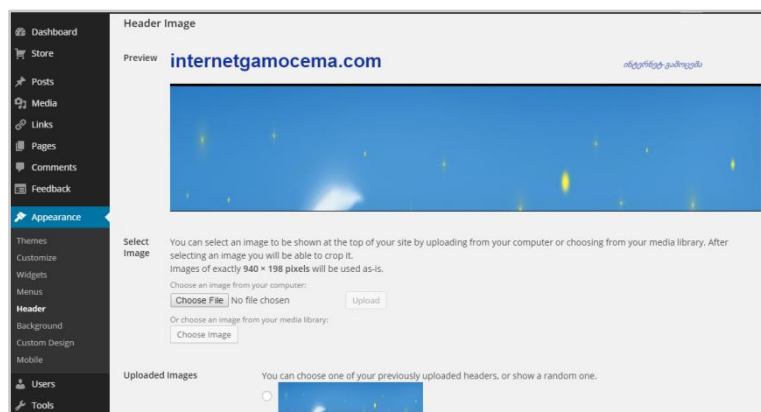 Dashboard
Store
Posts
Media
Links
Pages
Comments
Feedback
Appearance
Themes
Customize
Widgets
Menus
Header
Background
Custom Design
Mobile
Users
Tools
Header Image
Preview
internetgamocema.com
ინტერნეტ-გამოცემა
Select Image
You can select an image to be shown at the top of your site by uploading from your computer or choosing from your media library. After
selecting an image you will be able to crop it.
Images of exactly 940 × 198 pixels will be used as-is.
Choose an image from your computer:
Choose File No file chosen Upload
Or choose an image from your media library:
Choose Image
Uploaded Images
You can choose one of your previously uploaded headers, or show a random one.